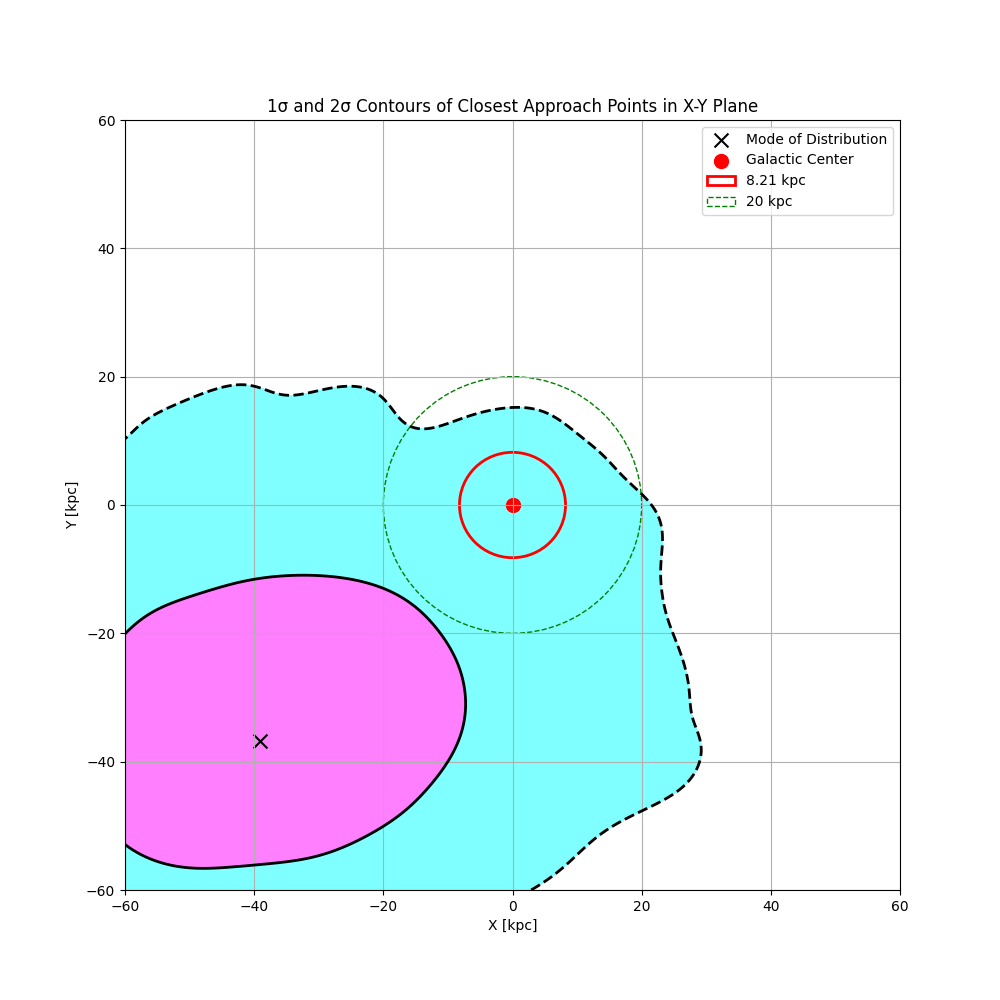 1σ and 2σ Contours of Closest Approach Points in X-Y Plane
Mode of Distribution
Galactic Center
8.21 kpc
20 kpc
60
40
20
0
−20
−40
−60
Y [kpc]
−60 −40 −20 0 20 40 60
X [kpc]